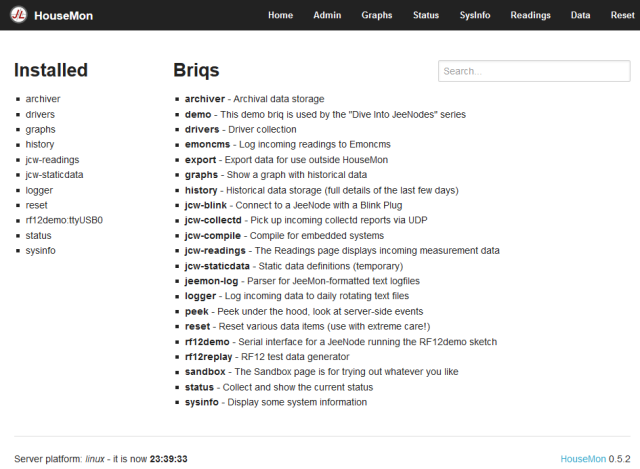 JL HouseMon Home Admin Graphs Status SysInfo Readings Data Reset
Installed
archiver
drivers
graphs
history
jcw-readings
jcw-staticdata
logger
reset
rf12demo:ttyUSB0
status
sysinfo
Briqs
Search...
archiver - Archival data storage
demo - This demo briq is used by the "Dive Into JeeNodes" series
drivers - Driver collection
emoncms - Log incoming readings to Emoncms
export - Export data for use outside HouseMon
graphs - Show a graph with historical data
history - Historical data storage (full details of the last few days)
jcw-blink - Connect to a JeeNode with a Blink Plug
jcw-collectd - Pick up incoming collectd reports via UDP
jcw-compile - Compile for embedded systems
jcw-readings - The Readings page displays incoming measurement data
jcw-staticdata - Static data definitions (temporary)
jeemon-log - Parser for JeeMon-formatted text logfiles
logger - Log incoming data to daily rotating text files
peek - Peek under the hood, look at server-side events
reset - Reset various data items (use with extreme care!)
rf12demo - Serial interface for a JeeNode running the RF12demo sketch
rf12replay - RF12 test data generator
sandbox - The Sandbox page is for trying out whatever you like
status - Collect and show the current status
sysinfo - Display some system information
Server platform: linux - it is now 23:39:33
HouseMon 0.5.2